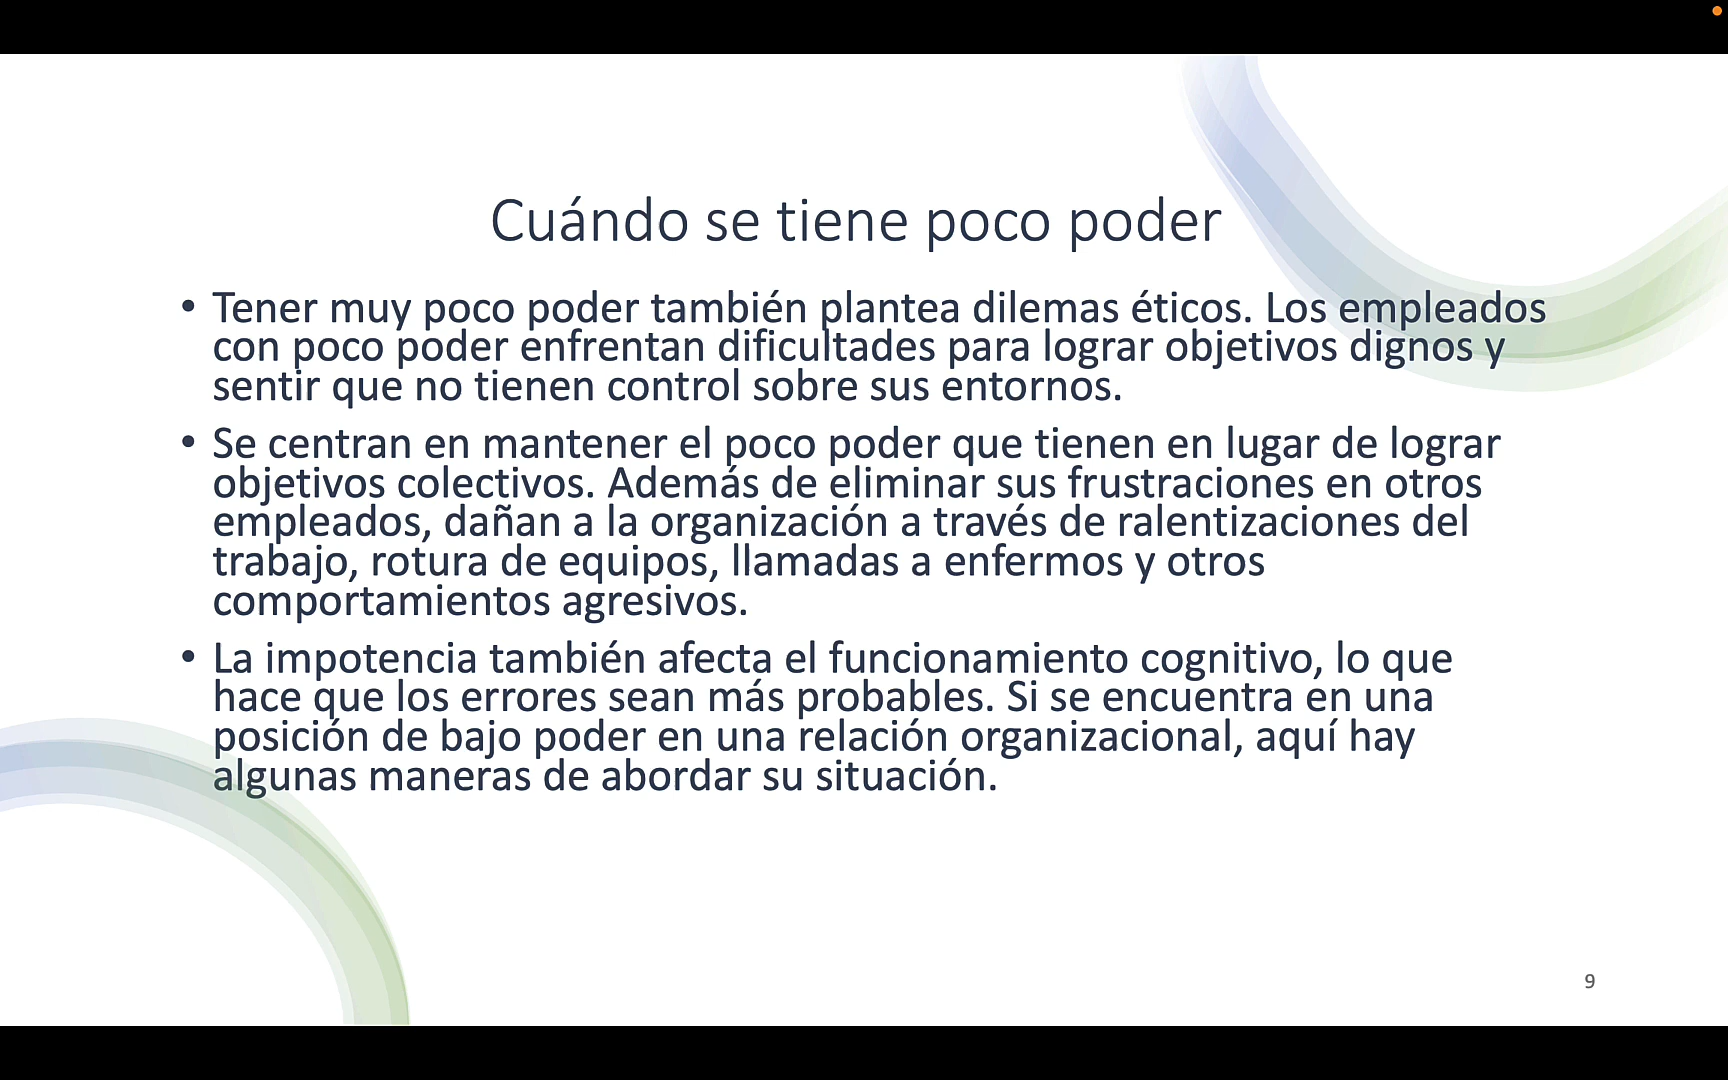 Cuándo se tiene poco poder
• Tener muy poco poder también plantea dilemas éticos. Los empleados
con poco poder enfrentan dificultades para lograr objetivos dignos y
sentir que no tienen control sobre sus entornos.
• Se centran en mantener el poco poder que tienen en lugar de lograr
objetivos colectivos. Además de eliminar sus frustraciones en otros
empleados, dañan a la organización a través de ralentizaciones del
trabajo, rotura de equipos, llamadas a enfermos y otros
comportamientos agresivos.
• La impotencia también afecta el funcionamiento cognitivo, lo que
hace que los errores sean más probables. Si se encuentra en una
posición de bajo poder en una relación organizacional, aquí hay
algunas maneras de abordar su situación.
9